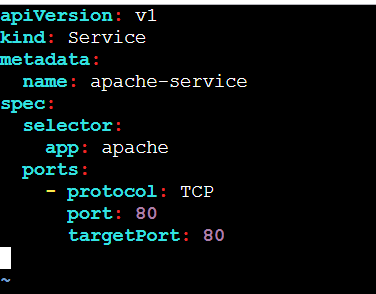 apiVersion: v1
kind: Service
metadata:
  name: apache-service
spec:
  selector:
    app: apache
  ports:
    - protocol: TCP
      port: 80
      targetPort: 80
~